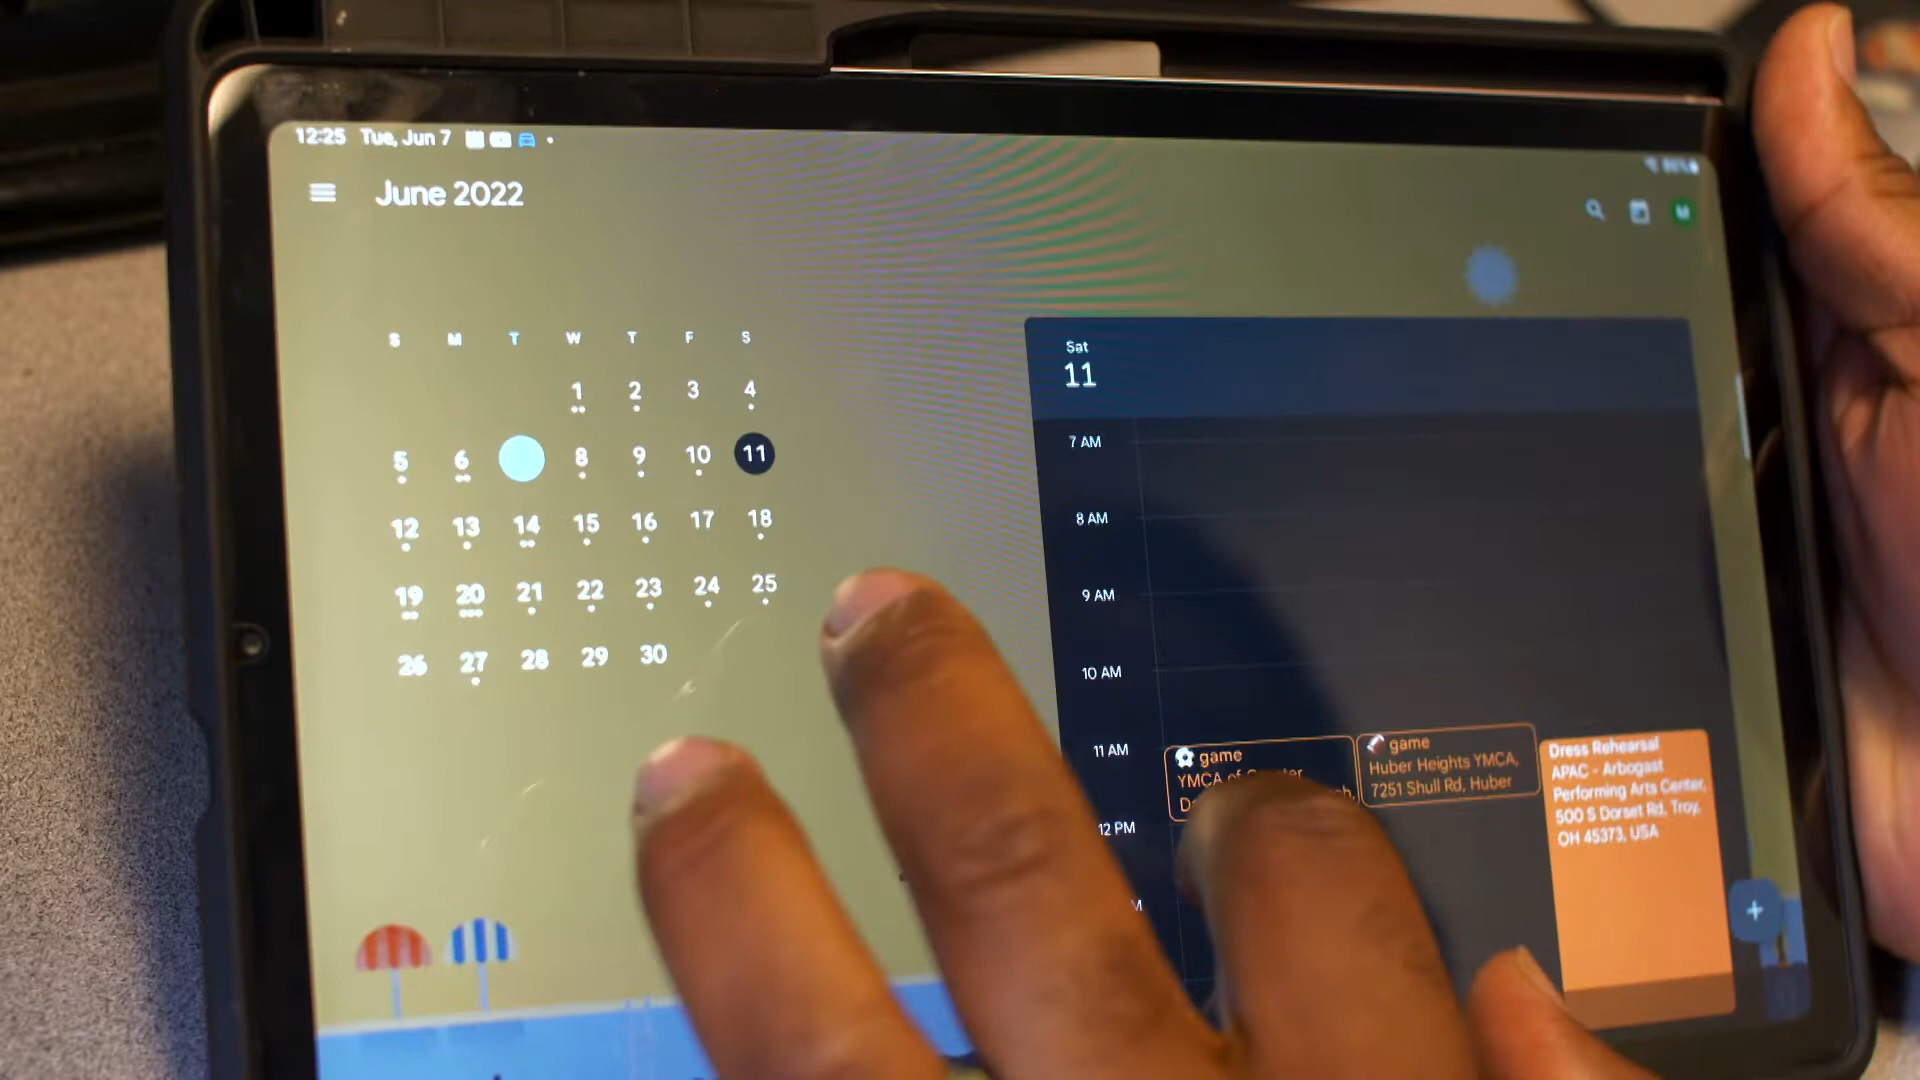 12:25 Tue, Jun 7
June 2022
M
S M T W T F S
1 2 3 4
5 6 8 9 10 11
12 13 14 15 16 17 18
19 20 21 22 23 24 25
26 27 28 29 30
Sat
11
7 AM
8 AM
9 AM
10 AM
11 AM
12 PM
M
game
YMCA of
game
Huber Heights YMCA,
7251 Shull Rd, Huber
Dress Rehearsal
APAC - Arbogast
Performing Arts Center,
500 S Dorset Rd, Troy,
OH 45373, USA
+